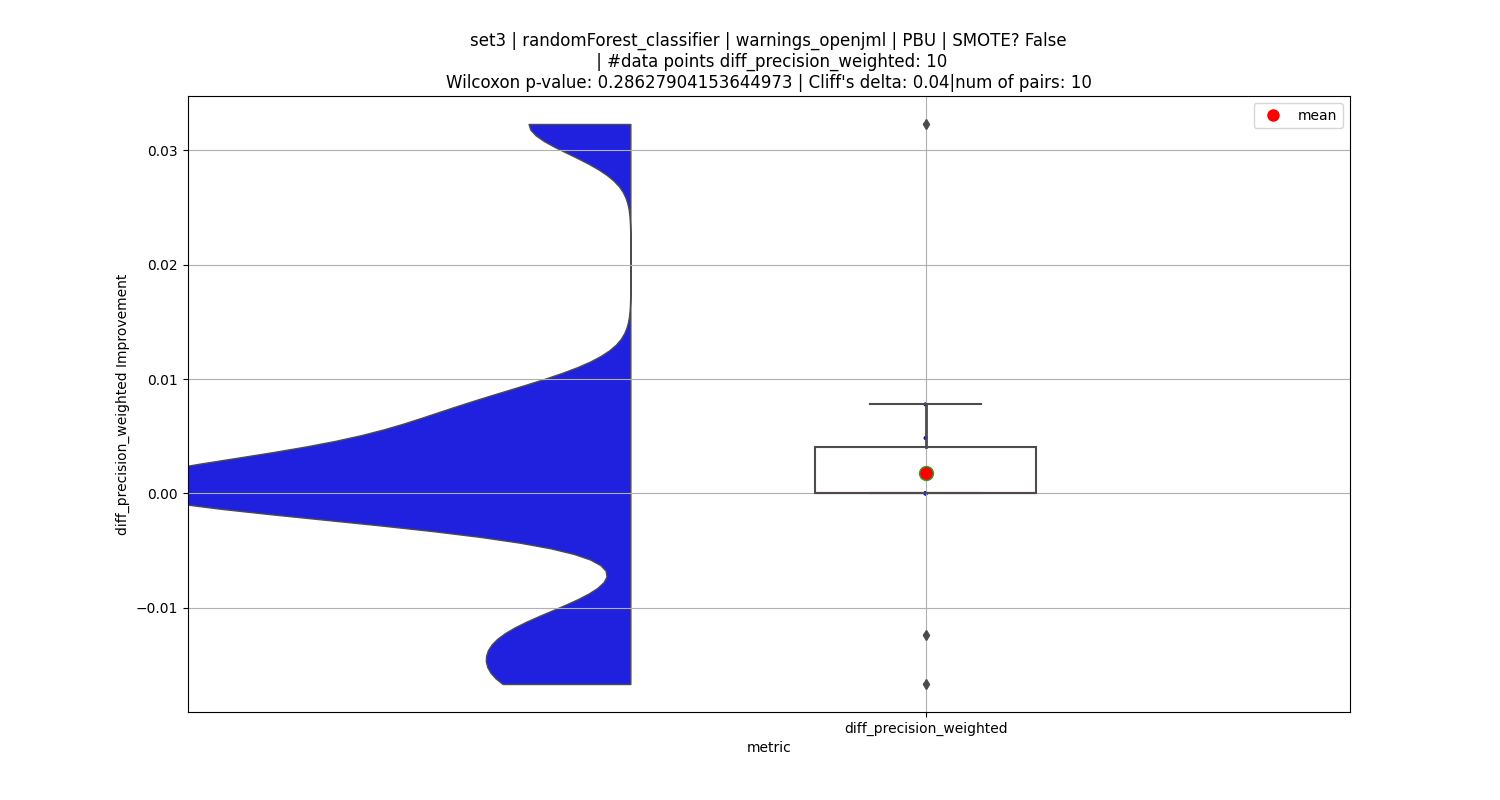 set3 | randomForest_classifier | warnings_openjml | PBU | SMOTE? False
| #data points diff_precision_weighted: 10
Wilcoxon p-value: 0.28627904153644973 | Cliff's delta: 0.04|num of pairs: 10
mean
0.03
0.02
0.01
0.00
−0.01
diff_precision_weighted Improvement
diff_precision_weighted
metric